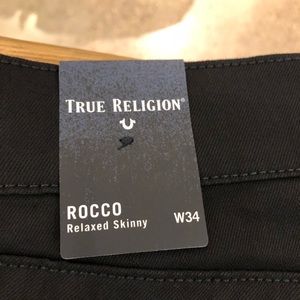 TRUE RELIGION®
ROCCO
Relaxed Skinny W34